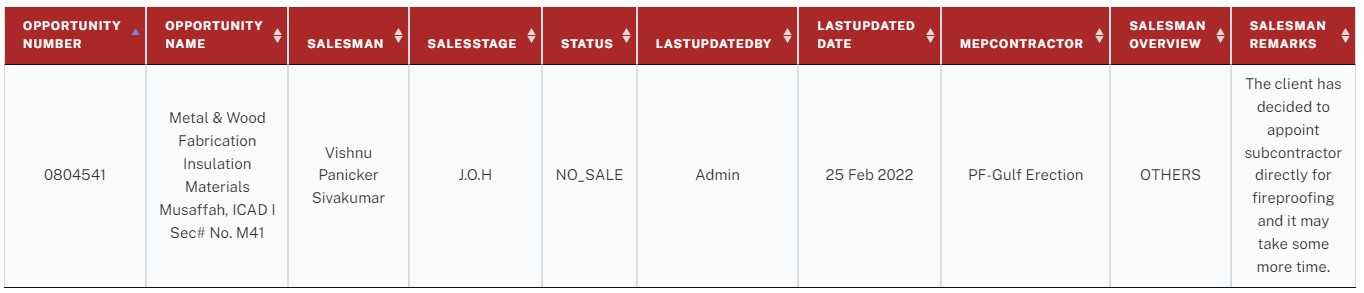 OPPORTUNITY
NUMBER
OPPORTUNITY
NAME
SALESMAN
SALESSTAGE
STATUS
LASTUPDATEDBY
LASTUPDATED
DATE
MEPCONTRACTOR
SALESMAN
OVERVIEW
SALESMAN
REMARKS
0804541
Metal & Wood
Fabrication
Insulation
Materials
Musaffah, ICAD I
Sec# No. M41
Vishnu
Panicker
Sivakumar
J.O.H
NO_SALE
Admin
25 Feb 2022
PF-Gulf Erection
OTHERS
The client has
decided to
appoint
subcontractor
directly for
fireproofing
and it may
take some
more time.